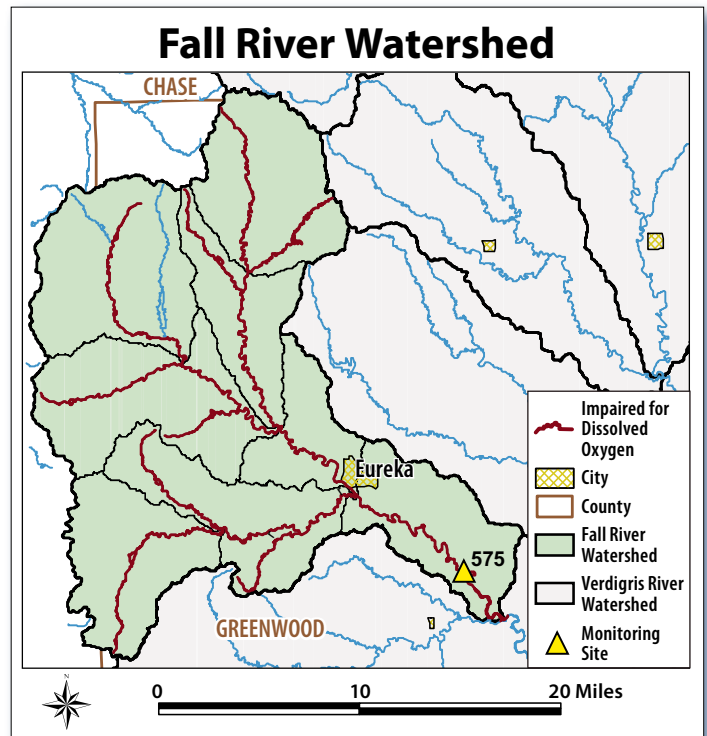 Fall River Watershed
CHASE
Eureka
575
GREENWOOD
Impaired for
Dissolved
Oxygen
City
County
Fall River
Watershed
Verdigris River
Watershed
Monitoring
Site
N
0 10 20 Miles